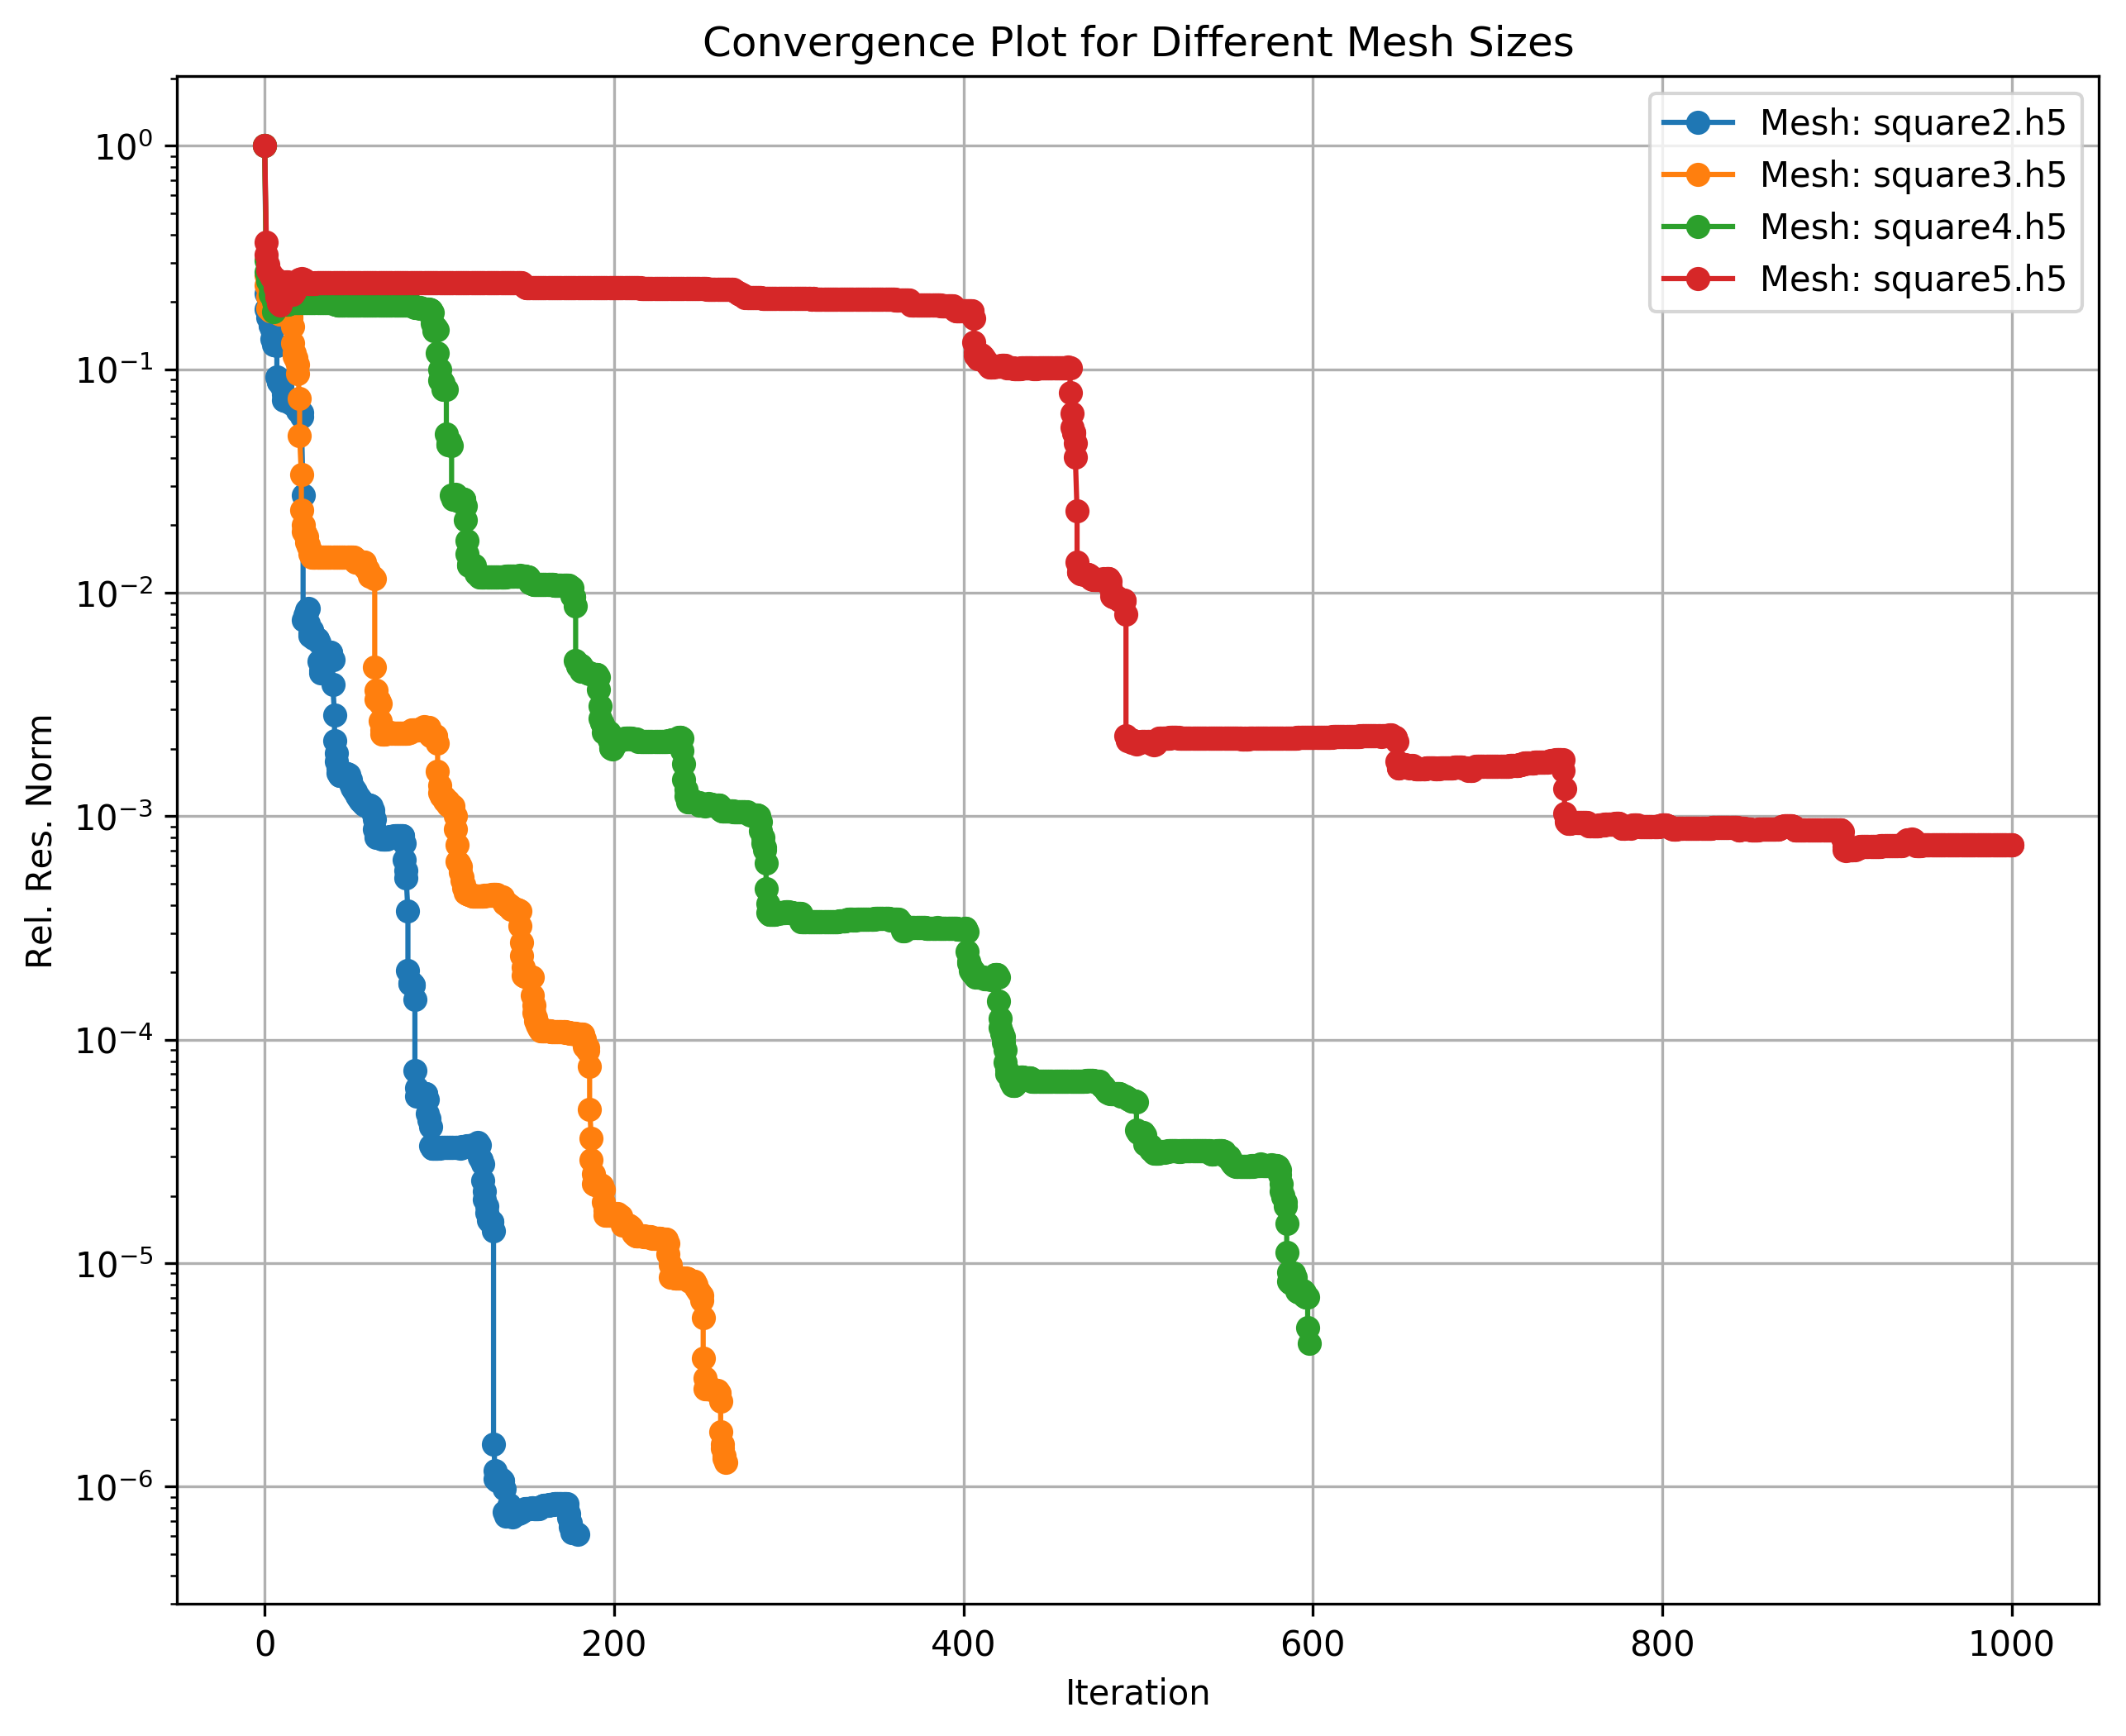 Convergence Plot for Different Mesh Sizes
Mesh: square2.h5
Mesh: square3.h5
Mesh: square4.h5
Mesh: square5.h5
Rel. Res. Norm
10⁰
10⁻¹
10⁻²
10⁻³
10⁻⁴
10⁻⁵
10⁻⁶
0 200 400 600 800 1000
Iteration